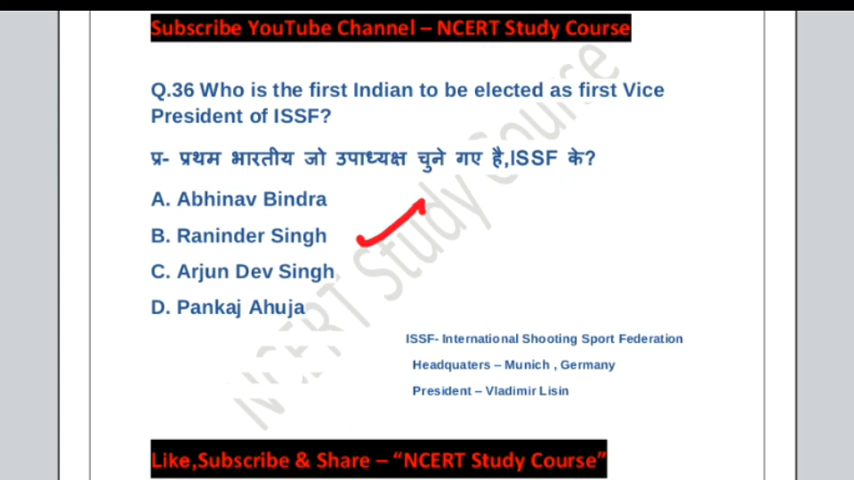 Subscribe YouTube Channel – NCERT Study Course
Q.36 Who is the first Indian to be elected as first Vice
President of ISSF?
प्र- प्रथम भारतीय जो उपाध्यक्ष चुने गए है,ISSF के?
A. Abhinav Bindra
B. Raninder Singh
C. Arjun Dev Singh
D. Pankaj Ahuja
ISSF- International Shooting Sport Federation
Headquaters – Munich , Germany
President – Vladimir Lisin
NCERT Study Course
Like,Subscribe & Share – “NCERT Study Course”